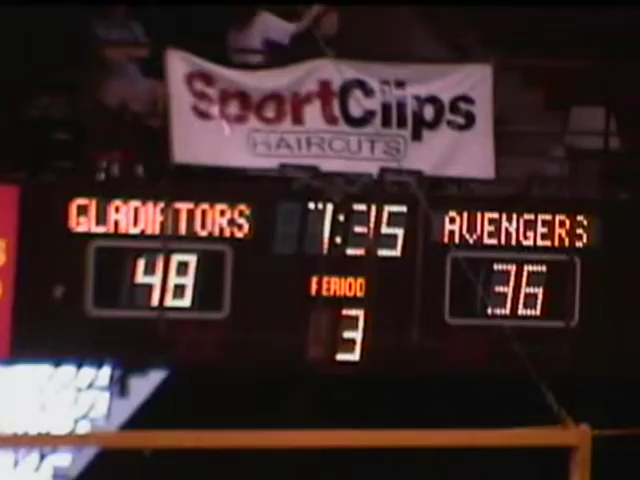 SportClips
HAIRCUTS
GLADIATORS 7:35 AVENGERS
48 PERIOD 36
3